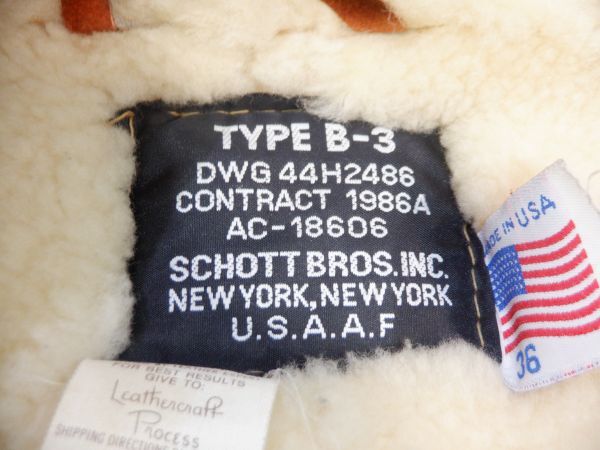 TYPE B-3
DWG 44H2486
CONTRACT 1986A
AC-18606
SCHOTT BROS.INC.
NEW YORK, NEW YORK
U.S.A.A.F
MADE IN USA
36
FOR BEST RESULTS
GIVE TO:
Leathercraft
PROCESS
SHIPPING DIRECTIONS